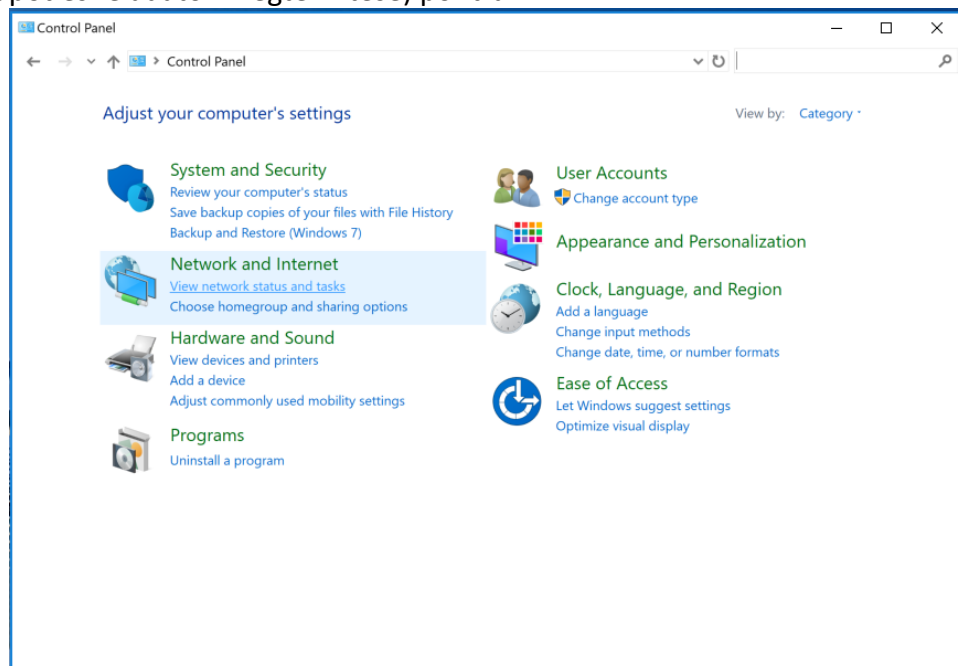 Control Panel
Control Panel
Adjust your computer's settings
View by: Category
System and Security
Review your computer's status
Save backup copies of your files with File History
Backup and Restore (Windows 7)
Network and Internet
View network status and tasks
Choose homegroup and sharing options
Hardware and Sound
View devices and printers
Add a device
Adjust commonly used mobility settings
Programs
Uninstall a program
User Accounts
Change account type
Appearance and Personalization
Clock, Language, and Region
Add a language
Change input methods
Change date, time, or number formats
Ease of Access
Let Windows suggest settings
Optimize visual display